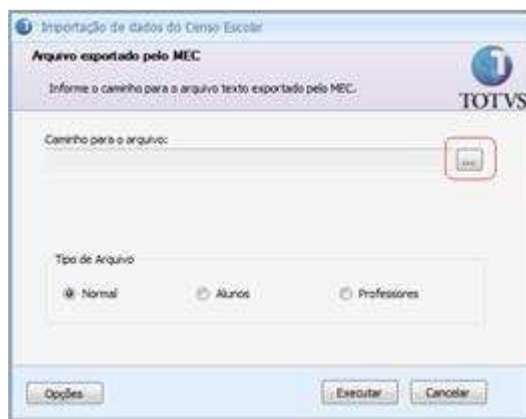 Importação de dados do Censo Escolar
Arquivo exportado pelo MEC
Informe o caminho para o arquivo texto exportado pelo MEC.
TOTVS
Caminho para o arquivo:
...
Tipo de Arquivo
Normal
Alunos
Professores
Opções
Executar
Cancelar